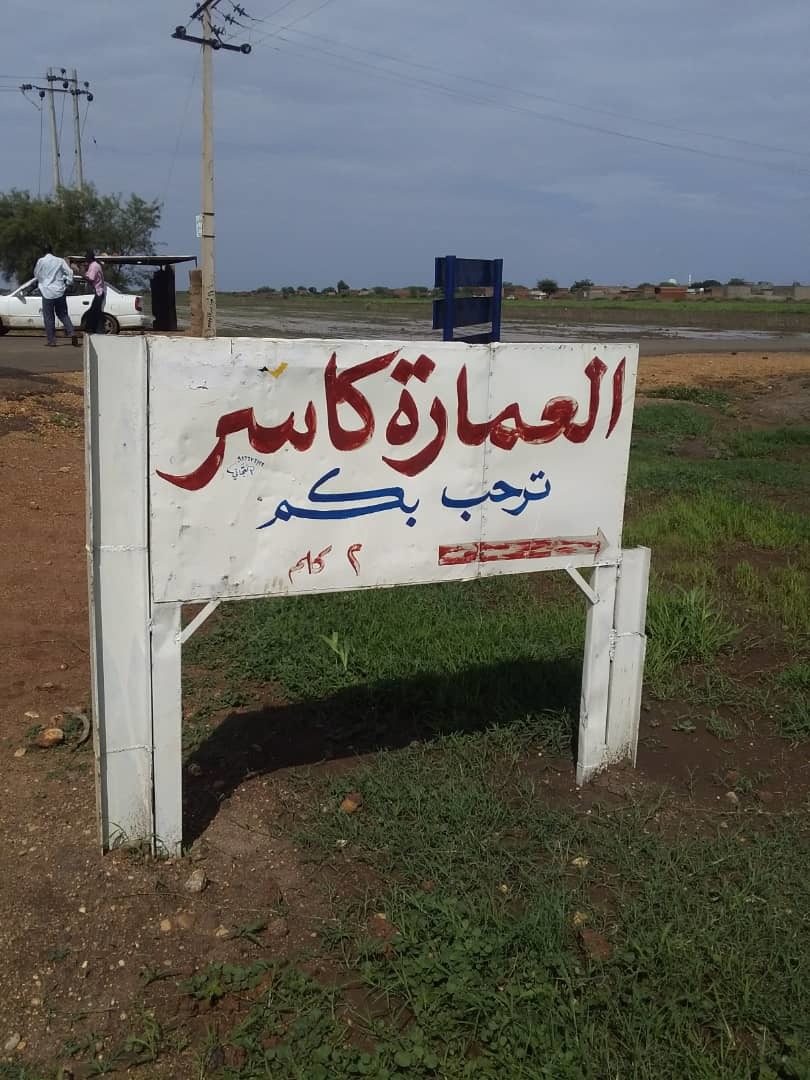 العمارة كاسر
ترحب بكم
٢ كلم